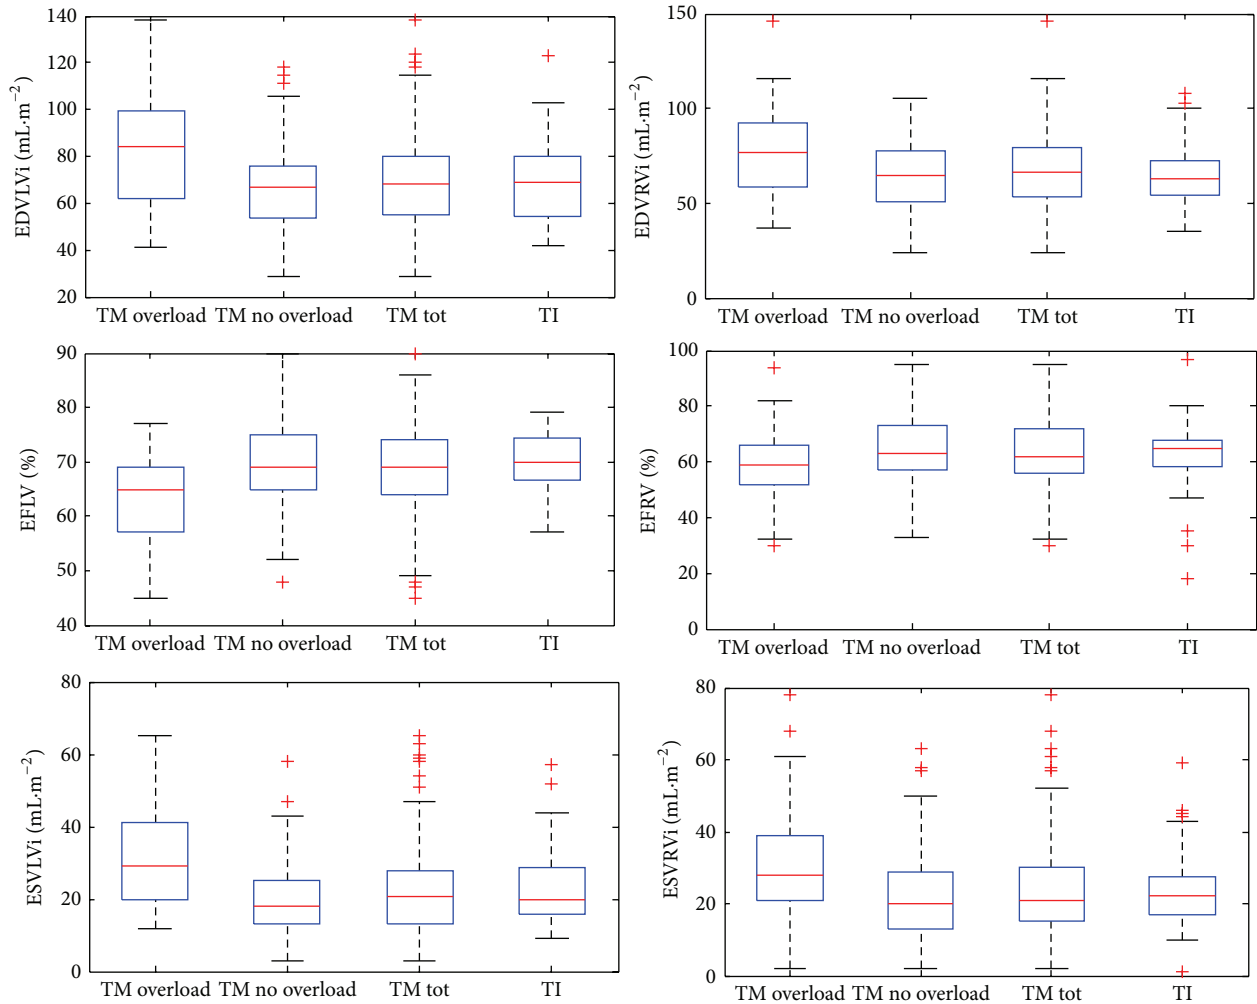 EDVLVi (mL·m−2)
140
120
100
80
60
40
20
TM overload TM no overload TM tot TI
EDVRVi (mL·m−2)
150
100
50
0
TM overload TM no overload TM tot TI
EFLV (%)
90
80
70
60
50
40
TM overload TM no overload TM tot TI
EFRV (%)
100
80
60
40
20
0
TM overload TM no overload TM tot TI
ESVLVi (mL·m−2)
80
60
40
20
0
TM overload TM no overload TM tot TI
ESVRVi (mL·m−2)
80
60
40
20
0
TM overload TM no overload TM tot TI